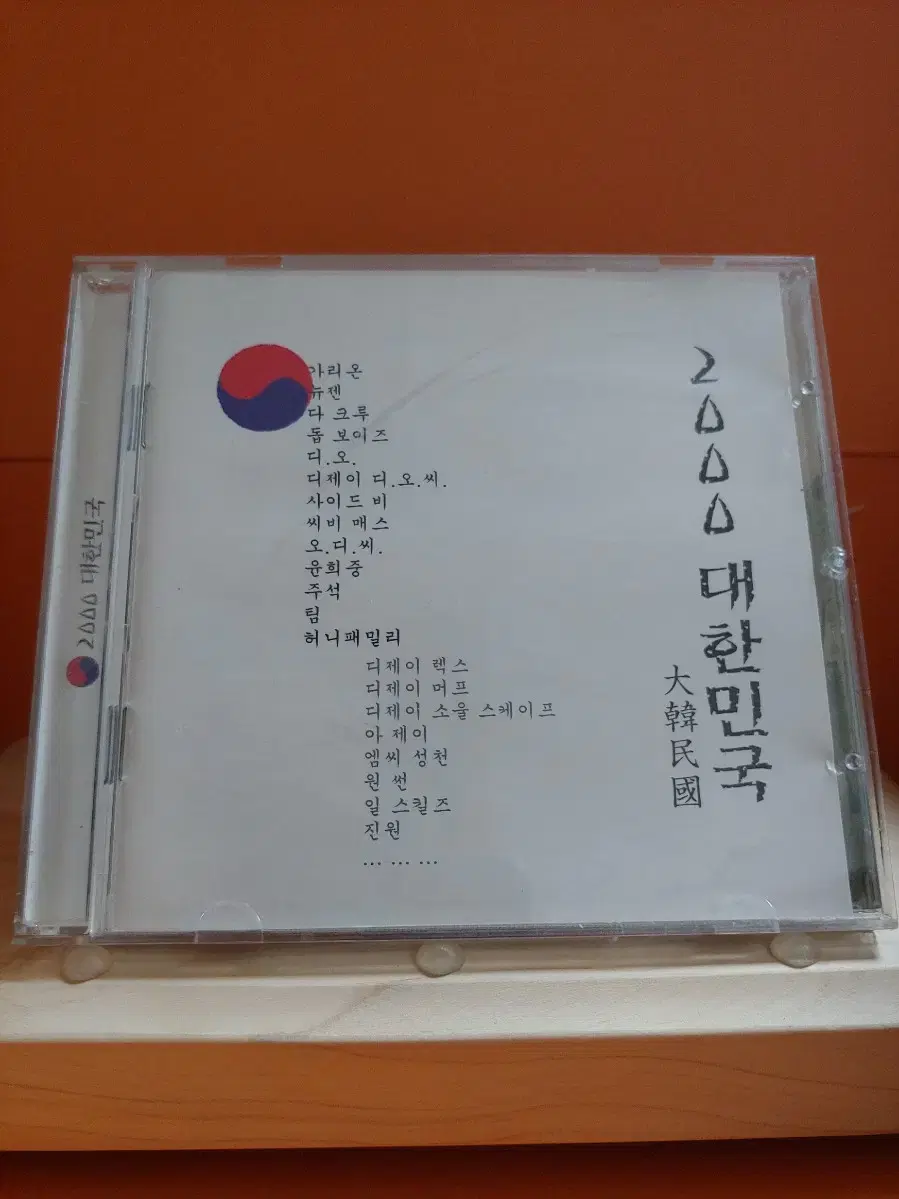 2000 대한민국
아리온
뉴젠
다 크루
돕 보이즈
디.오.
디제이 디.오.씨.
사이드 비
씨비 매스
오.디.씨.
윤희중
주석
팀
허니패밀리
디제이 렉스
디제이 머프
디제이 소울 스케이프
아 제이
엠씨 성천
원 썬
일 스킬즈
진원
... ... ...
2000 대한민국
大韓民國